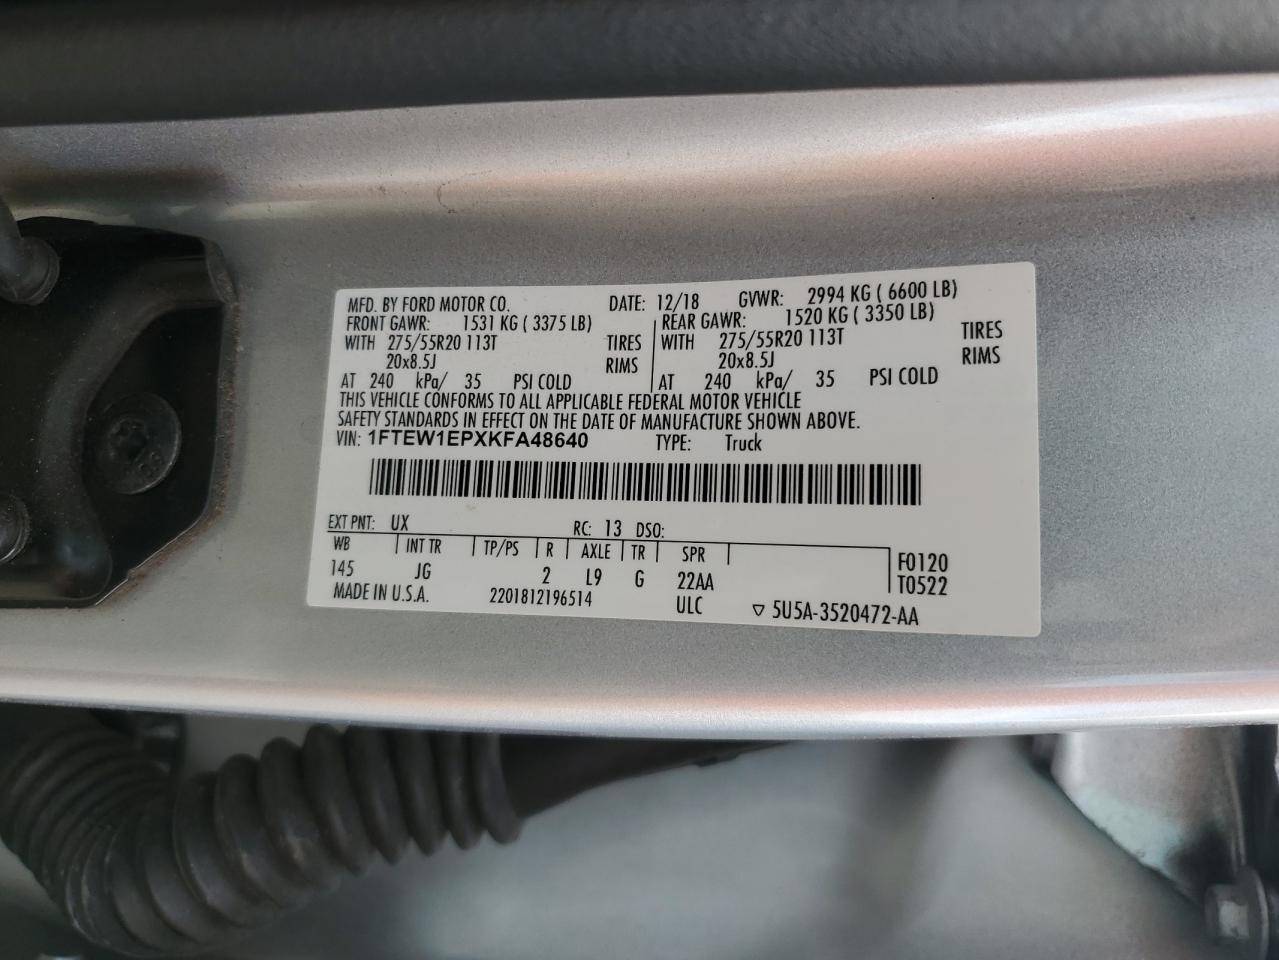 MFD. BY FORD MOTOR CO. DATE: 12/18 GVWR: 2994 KG ( 6600 LB)
FRONT GAWR: 1531 KG ( 3375 LB) REAR GAWR: 1520 KG ( 3350 LB)
WITH 275/55R20 113T TIRES WITH 275/55R20 113T TIRES
20x8.5J RIMS 20x8.5J RIMS
AT 240 kPa/ 35 PSI COLD AT 240 kPa/ 35 PSI COLD
THIS VEHICLE CONFORMS TO ALL APPLICABLE FEDERAL MOTOR VEHICLE
SAFETY STANDARDS IN EFFECT ON THE DATE OF MANUFACTURE SHOWN ABOVE.
VIN: 1FTEW1EPXKFA48640 TYPE: Truck
EXT PNT: UX RC: 13 DSO:
WB INT TR TP/PS R AXLE TR SPR F0120
145 JG 2 L9 G 22AA T0522
MADE IN U.S.A. 2201812196514 ULC ▽ 5U5A-3520472-AA